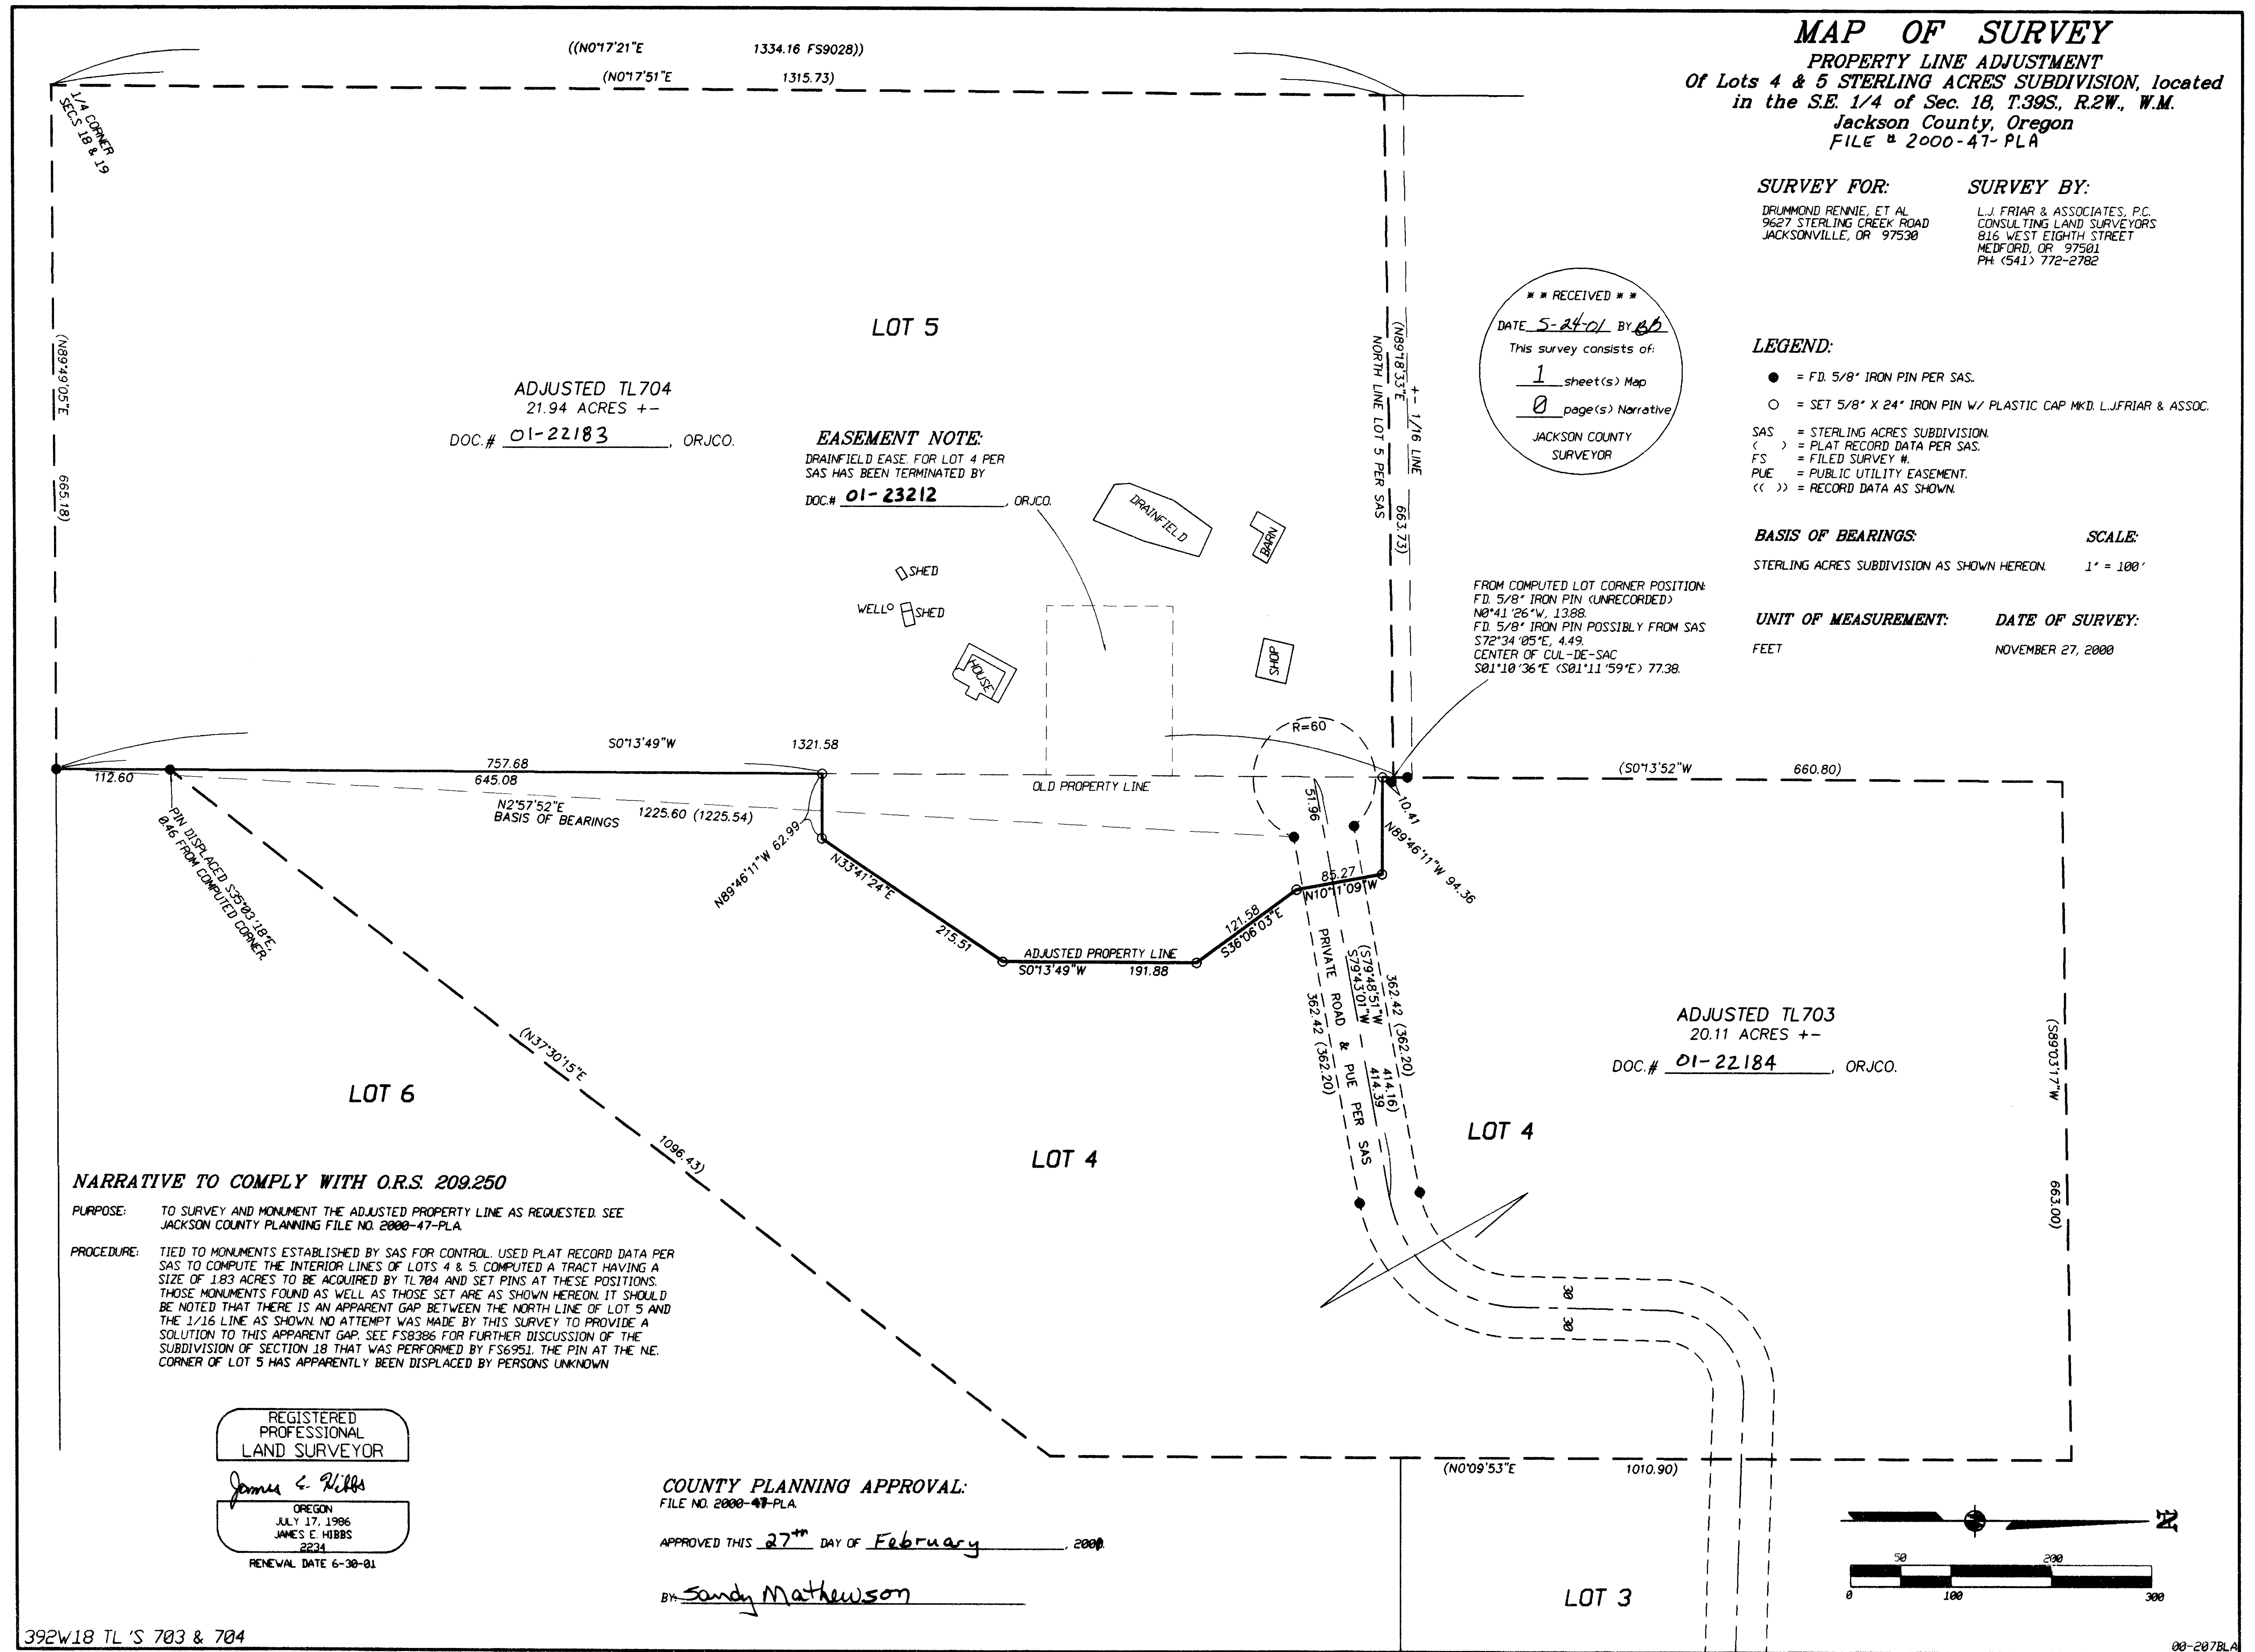 MAP OF SURVEY
PROPERTY LINE ADJUSTMENT
Of Lots 4 & 5 STERLING ACRES SUBDIVISION, located
in the S.E. 1/4 of Sec. 18, T.39S., R.2W., W.M.
Jackson County, Oregon
FILE # 2000-47-PLA
SURVEY FOR:
DRUMMOND RENNIE, ET AL
9627 STERLING CREEK ROAD
JACKSONVILLE, OR 97530
SURVEY BY:
L.J. FRIAR & ASSOCIATES, P.C.
CONSULTING LAND SURVEYORS
816 WEST EIGHTH STREET
MEDFORD, OR 97501
PH: (541) 772-2782
* * RECEIVED * *
DATE 5-24-01 BY BB
This survey consists of:
1 sheet(s) Map
0 page(s) Narrative
JACKSON COUNTY
SURVEYOR
LEGEND:
= FD. 5/8" IRON PIN PER SAS.
= SET 5/8" X 24" IRON PIN W/ PLASTIC CAP MKD. L.J.FRIAR & ASSOC.
SAS = STERLING ACRES SUBDIVISION.
( ) = PLAT RECORD DATA PER SAS.
FS = FILED SURVEY #.
PUE = PUBLIC UTILITY EASEMENT.
(( )) = RECORD DATA AS SHOWN.
BASIS OF BEARINGS:
STERLING ACRES SUBDIVISION AS SHOWN HEREON.
SCALE:
1" = 100'
UNIT OF MEASUREMENT:
FEET
DATE OF SURVEY:
NOVEMBER 27, 2000
((N0°17'21"E 1334.16 FS9028))
(N0°17'51"E 1315.73)
1/4 CORNER
SEC.S 18 & 19
(N89°49'05"E 665.18)
LOT 5
ADJUSTED TL704
21.94 ACRES +-
DOC.# 01-22183, ORJCO.
EASEMENT NOTE:
DRAINFIELD EASE. FOR LOT 4 PER
SAS HAS BEEN TERMINATED BY
DOC.# 01-23212, ORJCO.
DRAINFIELD
BARN
SHED
WELL
SHED
HOUSE
SHOP
+- 1/16 LINE
(N89°18'33"E 663.73)
NORTH LINE LOT 5 PER SAS
FROM COMPUTED LOT CORNER POSITION:
FD. 5/8" IRON PIN (UNRECORDED)
N0°41'26"W, 13.88.
FD. 5/8" IRON PIN POSSIBLY FROM SAS
S72°34'05"E, 4.49.
CENTER OF CUL-DE-SAC
S01°10'36"E (S01°11'59"E) 77.38.
R=60
S0°13'49"W 1321.58
757.68
112.60
645.08
N2°57'52"E 1225.60 (1225.54)
BASIS OF BEARINGS
OLD PROPERTY LINE
PIN DISPLACED S35°03'18"E,
0.46 FROM COMPUTED CORNER.
N89°46'11"W 62.99
N33°41'24"E
215.51
ADJUSTED PROPERTY LINE
S0°13'49"W 191.88
121.58
S36°06'03"E
85.27
N10°11'09"W
51.96
10.41
N89°46'11"W 94.36
(S0°13'52"W 660.80)
PRIVATE ROAD & PUE PER SAS
362.42 (362.20)
(S79°48'51"W 414.16)
S79°43'01"W 414.39
362.42 (362.20)
30
30
ADJUSTED TL703
20.11 ACRES +-
DOC.# 01-22184, ORJCO.
(S89°03'17"W 663.00)
LOT 6
LOT 4
LOT 4
(N37°30'15"E 1096.43)
NARRATIVE TO COMPLY WITH O.R.S. 209.250
PURPOSE: TO SURVEY AND MONUMENT THE ADJUSTED PROPERTY LINE AS REQUESTED. SEE
JACKSON COUNTY PLANNING FILE NO. 2000-47-PLA.
PROCEDURE: TIED TO MONUMENTS ESTABLISHED BY SAS FOR CONTROL. USED PLAT RECORD DATA PER
SAS TO COMPUTE THE INTERIOR LINES OF LOTS 4 & 5. COMPUTED A TRACT HAVING A
SIZE OF 1.83 ACRES TO BE ACQUIRED BY TL704 AND SET PINS AT THESE POSITIONS.
THOSE MONUMENTS FOUND AS WELL AS THOSE SET ARE AS SHOWN HEREON. IT SHOULD
BE NOTED THAT THERE IS AN APPARENT GAP BETWEEN THE NORTH LINE OF LOT 5 AND
THE 1/16 LINE AS SHOWN. NO ATTEMPT WAS MADE BY THIS SURVEY TO PROVIDE A
SOLUTION TO THIS APPARENT GAP. SEE FS8386 FOR FURTHER DISCUSSION OF THE
SUBDIVISION OF SECTION 18 THAT WAS PERFORMED BY FS6951. THE PIN AT THE N.E.
CORNER OF LOT 5 HAS APPARENTLY BEEN DISPLACED BY PERSONS UNKNOWN
REGISTERED
PROFESSIONAL
LAND SURVEYOR
James E. Hibbs
OREGON
JULY 17, 1986
JAMES E. HIBBS
2234
RENEWAL DATE 6-30-01
COUNTY PLANNING APPROVAL:
FILE NO. 2000-47-PLA.
APPROVED THIS 27th DAY OF February, 2001.
BY: Sandy Mathewson
(N0°09'53"E 1010.90)
LOT 3
N
50 200
0 100 300
392W18 TL'S 703 & 704
00-207BLA